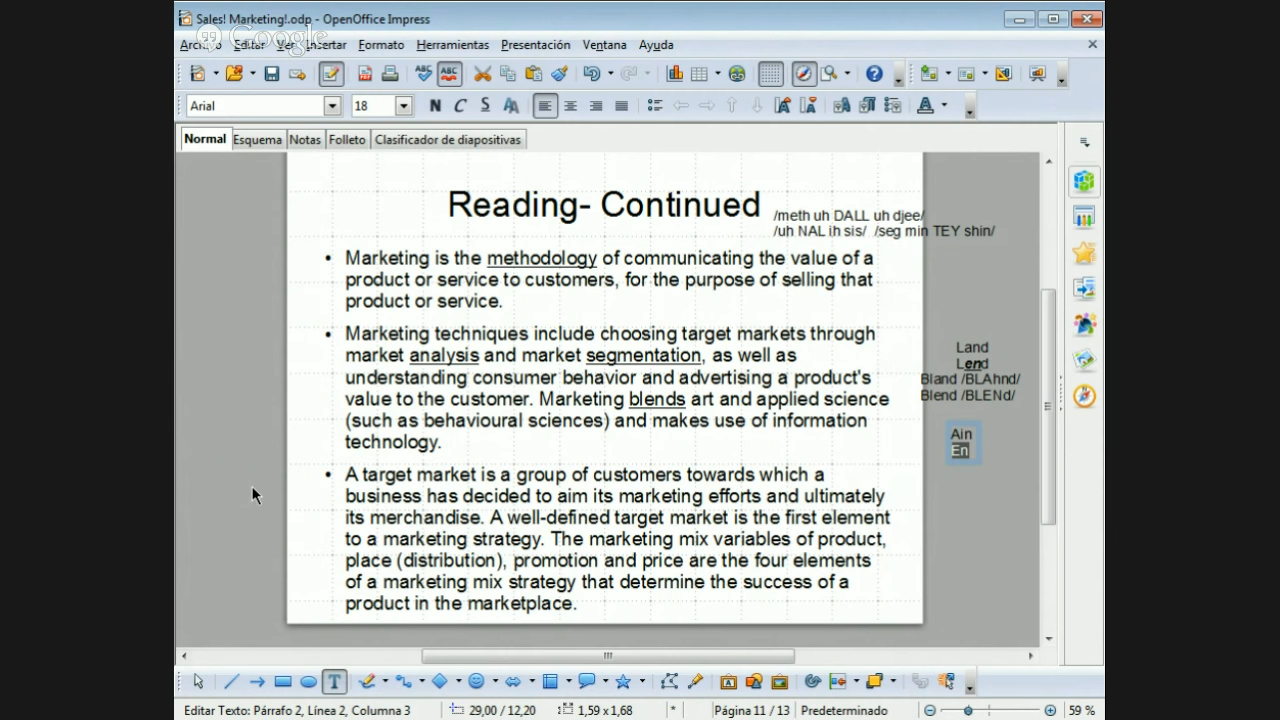 Sales! Marketing!.odp - OpenOffice Impress
Google
Archivo Editar Ver Insertar Formato Herramientas Presentación Ventana Ayuda
Arial 18 N C S
Normal Esquema Notas Folleto Clasificador de diapositivas
Reading- Continued
/meth uh DALL uh djee/
/uh NAL ih sis/ /seg min TEY shin/
• Marketing is the methodology of communicating the value of a
product or service to customers, for the purpose of selling that
product or service.
• Marketing techniques include choosing target markets through
market analysis and market segmentation, as well as
understanding consumer behavior and advertising a product's
value to the customer. Marketing blends art and applied science
(such as behavioural sciences) and makes use of information
technology.
• A target market is a group of customers towards which a
business has decided to aim its marketing efforts and ultimately
its merchandise. A well-defined target market is the first element
to a marketing strategy. The marketing mix variables of product,
place (distribution), promotion and price are the four elements
of a marketing mix strategy that determine the success of a
product in the marketplace.
Land
Lend
Bland /BLAhnd/
Blend /BLENd/
Ain
En
Editar Texto: Párrafo 2, Línea 2, Columna 3 29,00 / 12,20 1,59 x 1,68 * Página 11 / 13 Predeterminado 59 %